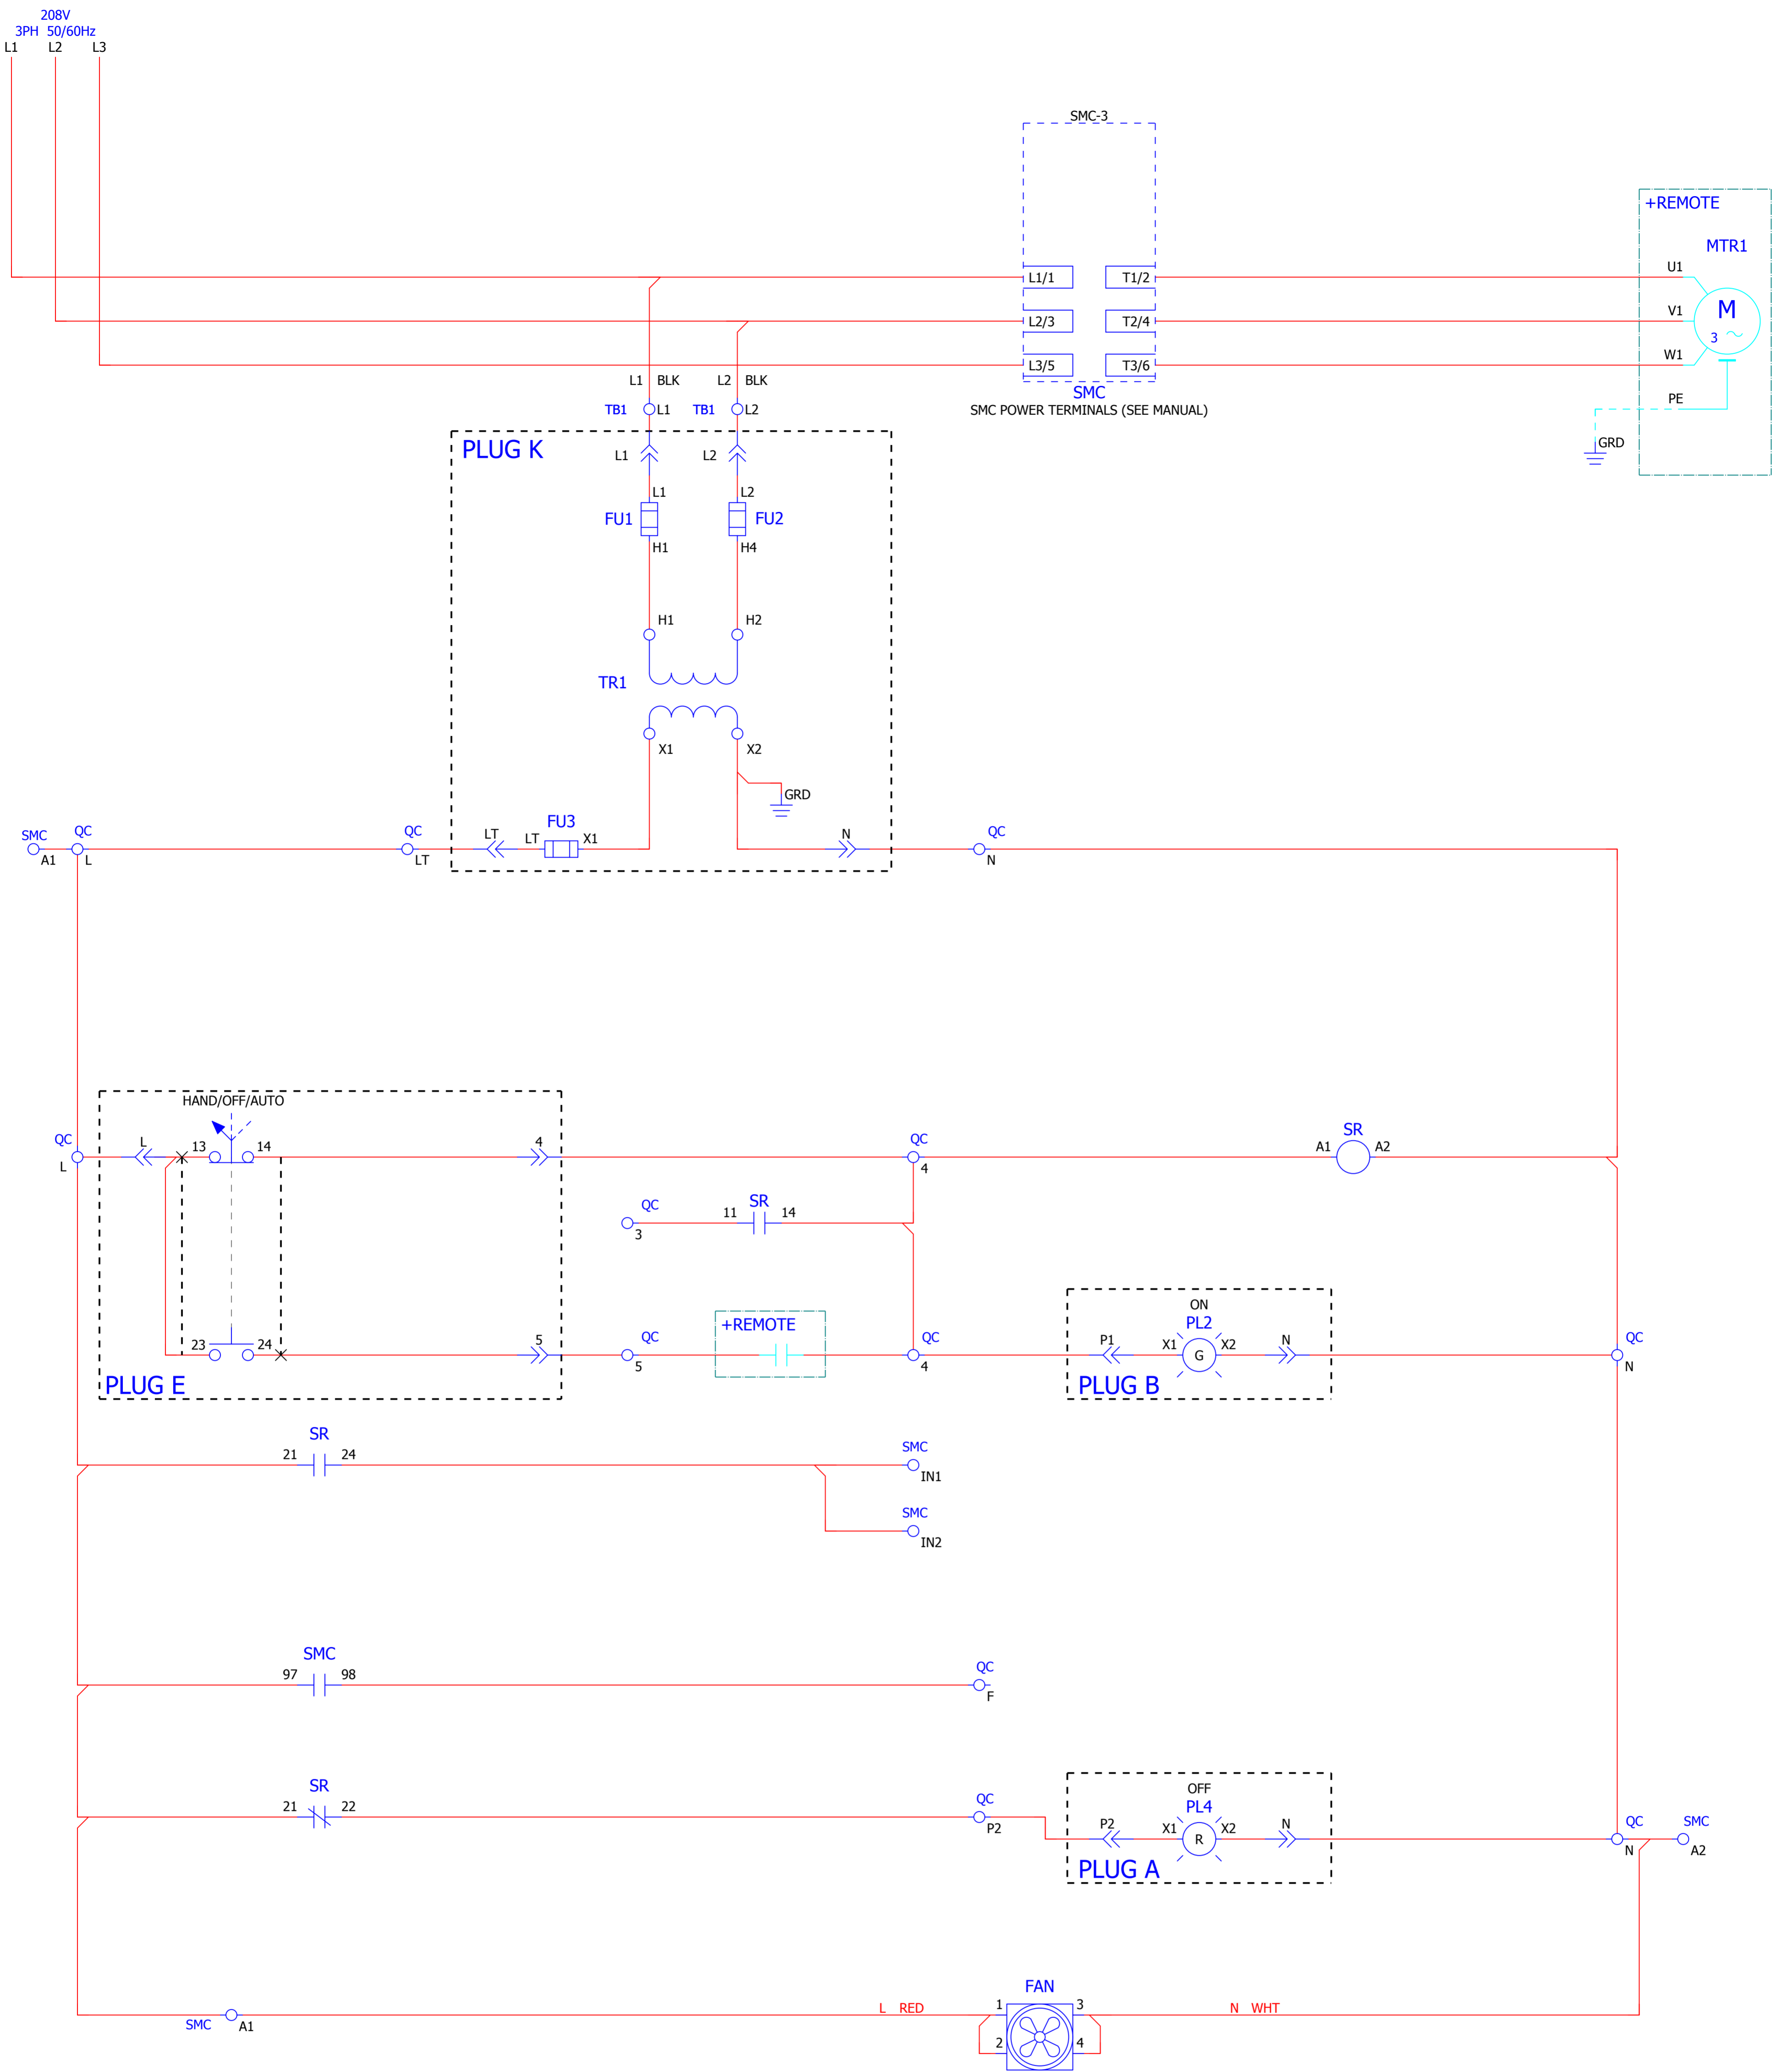 208V
3PH 50/60Hz
L1 L2 L3
SMC-3
+REMOTE
MTR1
L1/1 T1/2 U1
M
3
L2/3 T2/4 V1
L3/5 T3/6 W1
L1 BLK L2 BLK
SMC
PE
TB1 L1 TB1 L2
SMC POWER TERMINALS (SEE MANUAL)
GRD
PLUG K
L1 L2
L1 L2
FU1 FU2
H1 H4
H1 H2
TR1
X1 X2
GRD
FU3
SMC QC QC LT LT X1 N QC
A1 L LT N
HAND/OFF/AUTO
QC L 13 14 4 QC A1 SR A2
L 4
QC 11 SR 14
3
ON
+REMOTE
PL2
23 24 5 QC QC P1 X1 G X2 N QC
5 4 N
PLUG E PLUG B
SR
21 24 SMC
IN1
SMC
IN2
SMC
97 98 QC
F
SR OFF
21 22 QC PL4
P2 P2 X1 R X2 N QC SMC
N A2
PLUG A
FAN
L RED 1 3 N WHT
SMC A1
2 4